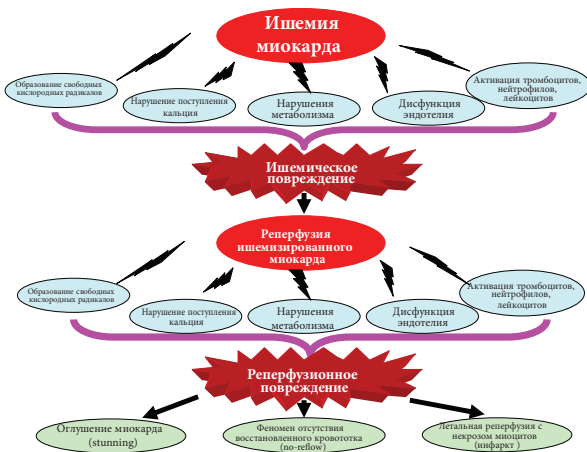 Ишемия
миокарда
Образование свободных
кислородных радикалов
Нарушение поступления
кальция
Нарушения
метаболизма
Дисфункция
эндотелия
Активация тромбоцитов,
нейтрофилов,
лейкоцитов
Ишемическое
повреждение
Реперфузия
ишемизированного
миокарда
Образование свободных
кислородных радикалов
Нарушение поступления
кальция
Нарушения
метаболизма
Дисфункция
эндотелия
Активация тромбоцитов,
нейтрофилов,
лейкоцитов
Реперфузионное
повреждение
Оглушение миокарда
(stunning)
Феномен отсутствия
восстановленного кровотока
(no-reflow)
Летальная реперфузия с
некрозом миоцитов
(инфаркт )